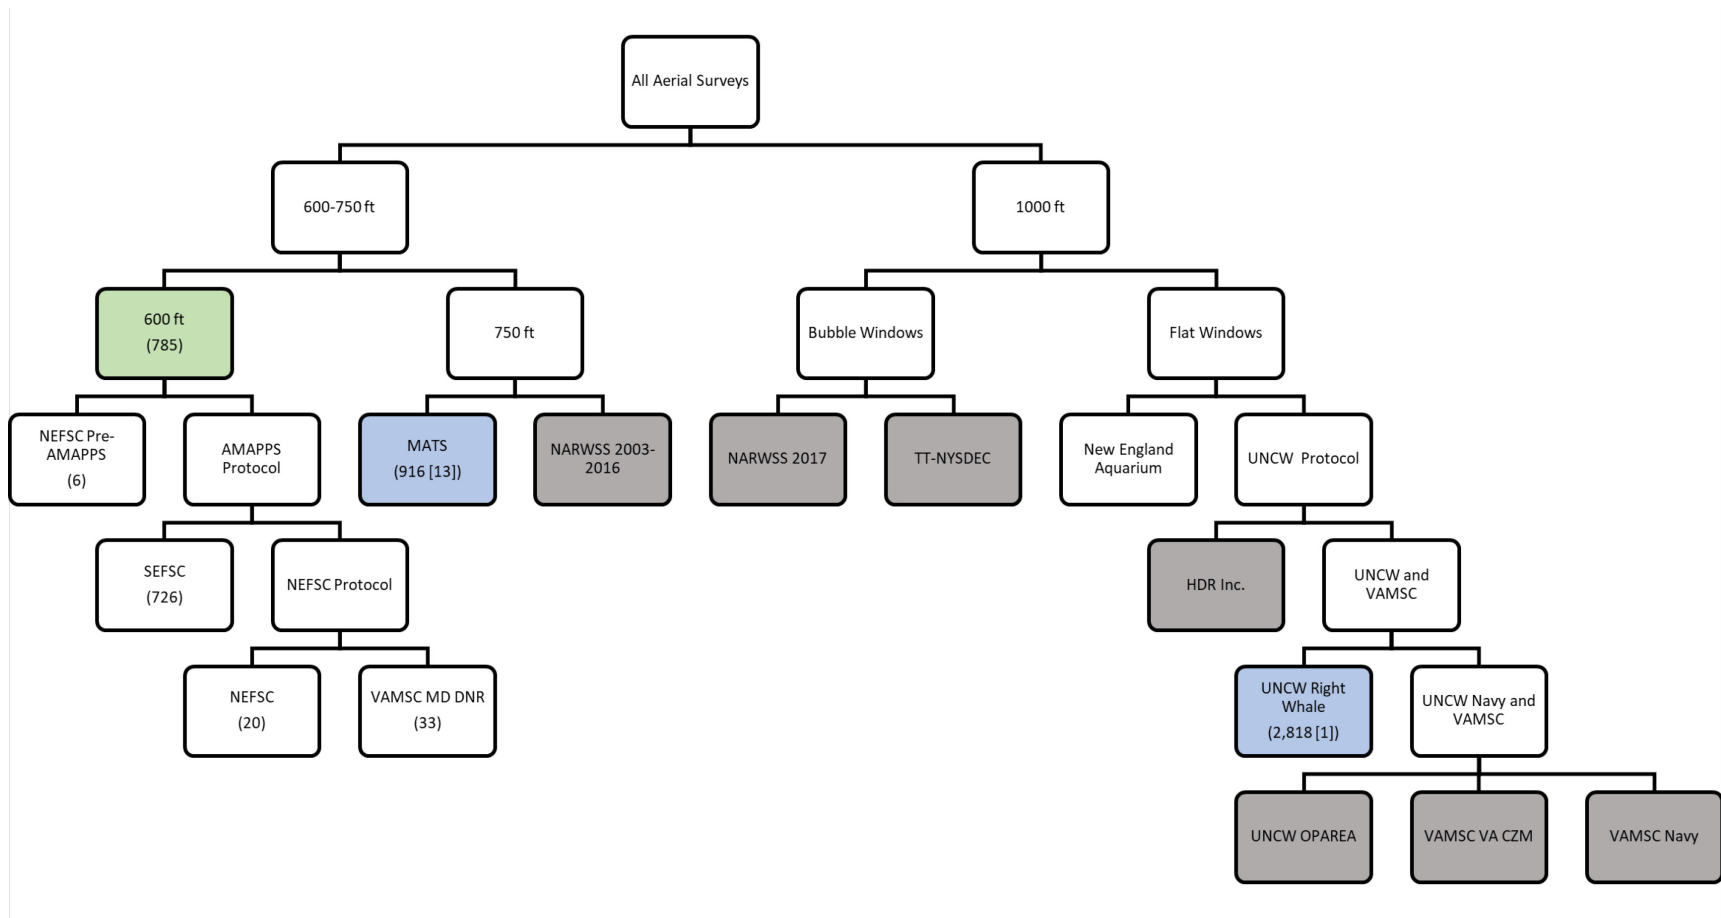 All Aerial Surveys
600-750 ft
1000 ft
600 ft
(785)
750 ft
Bubble Windows
Flat Windows
NEFSC Pre-
AMAPPS
(6)
AMAPPS
Protocol
MATS
(916 [13])
NARWSS 2003-
2016
NARWSS 2017
TT-NYSDEC
New England
Aquarium
UNCW Protocol
SEFSC
(726)
NEFSC Protocol
HDR Inc.
UNCW and
VAMSC
NEFSC
(20)
VAMSC MD DNR
(33)
UNCW Right
Whale
(2,818 [1])
UNCW Navy and
VAMSC
UNCW OPAREA
VAMSC VA CZM
VAMSC Navy